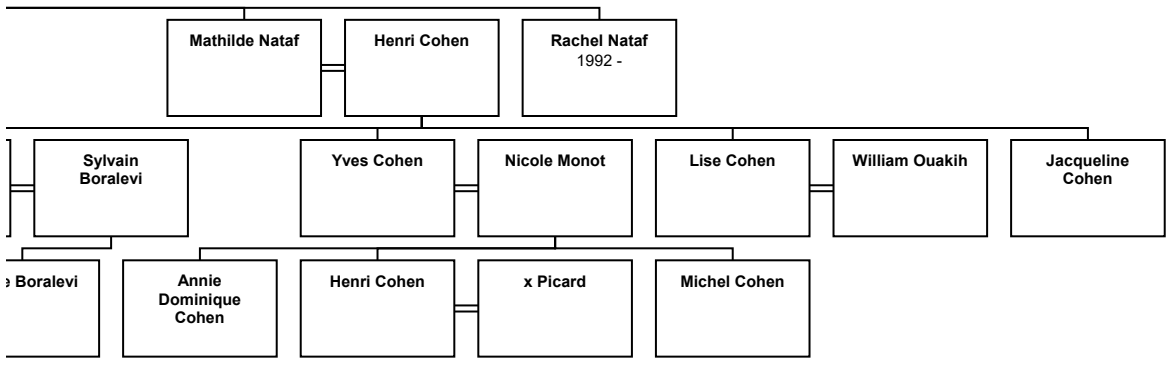 Mathilde Nataf
Henri Cohen
Rachel Nataf
1992 -
Sylvain
Boralevi
Yves Cohen
Nicole Monot
Lise Cohen
William Ouakih
Jacqueline
Cohen
e Boralevi
Annie
Dominique
Cohen
Henri Cohen
x Picard
Michel Cohen